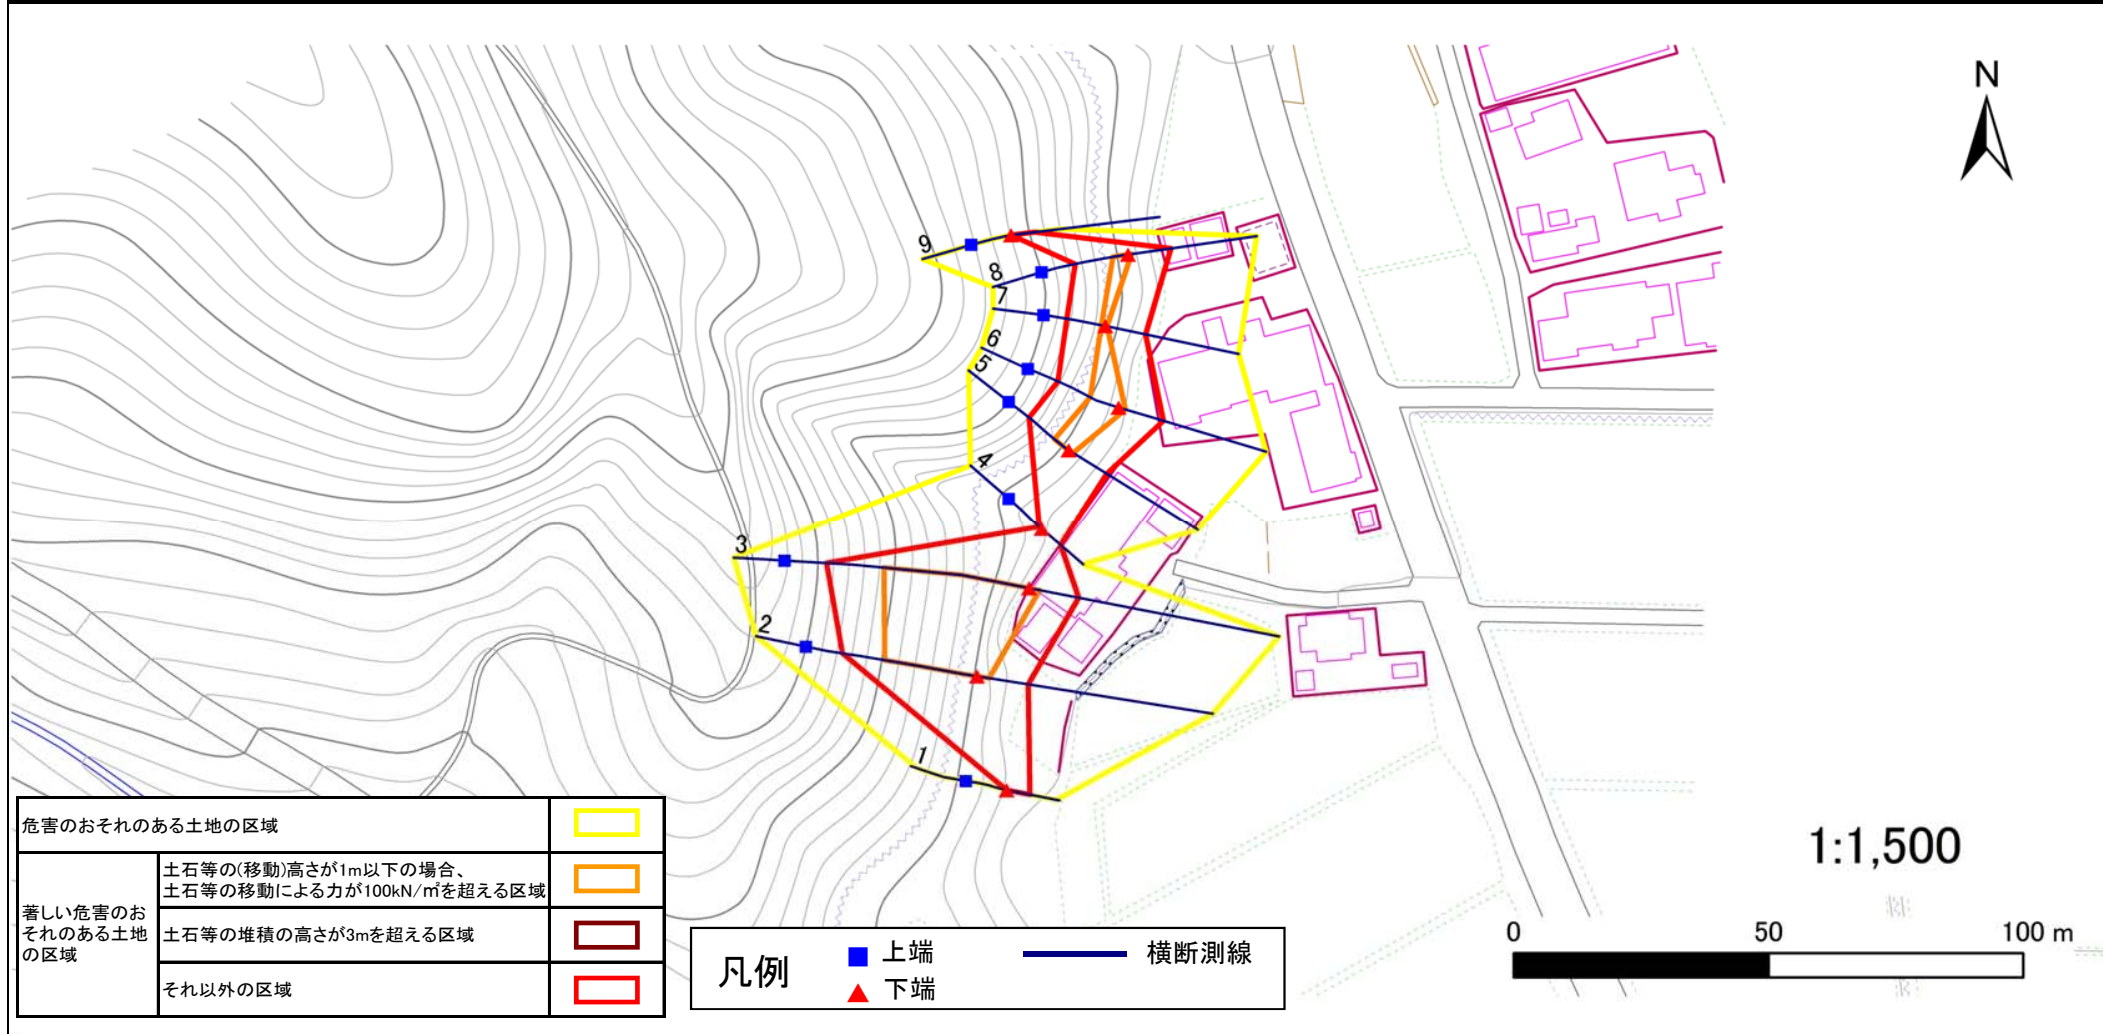 N
9
8
7
6
5
4
3
2
1
危害のおそれのある土地の区域
著しい危害のお
それのある土地
の区域
土石等の(移動)高さが1m以下の場合、
土石等の移動による力が100kN/㎡を超える区域
土石等の堆積の高さが3mを超える区域
それ以外の区域
凡例
上端
下端
横断測線
1:1,500
0 50 100 m